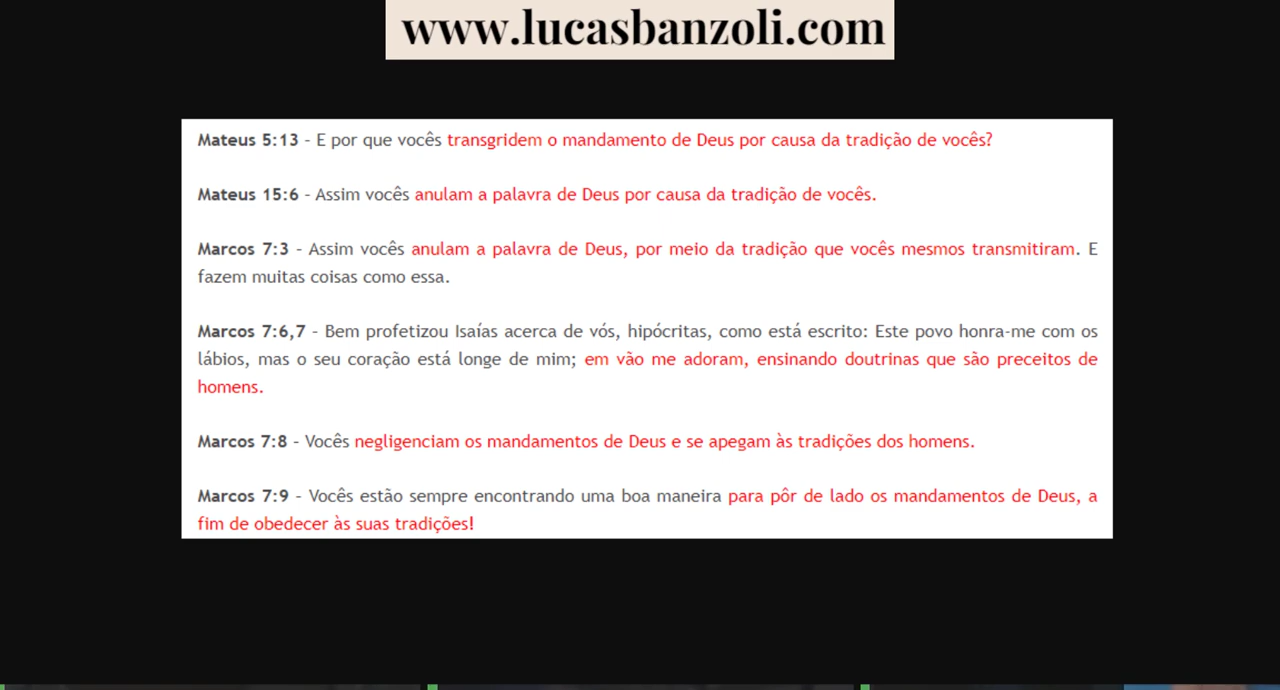 www.lucasbanzoli.com
Mateus 5:13 - E por que vocês transgridem o mandamento de Deus por causa da tradição de vocês?
Mateus 15:6 - Assim vocês anulam a palavra de Deus por causa da tradição de vocês.
Marcos 7:3 - Assim vocês anulam a palavra de Deus, por meio da tradição que vocês mesmos transmitiram. E
fazem muitas coisas como essa.
Marcos 7:6,7 - Bem profetizou Isaías acerca de vós, hipócritas, como está escrito: Este povo honra-me com os
lábios, mas o seu coração está longe de mim; em vão me adoram, ensinando doutrinas que são preceitos de
homens.
Marcos 7:8 - Vocês negligenciam os mandamentos de Deus e se apegam às tradições dos homens.
Marcos 7:9 - Vocês estão sempre encontrando uma boa maneira para pôr de lado os mandamentos de Deus, a
fim de obedecer às suas tradições!